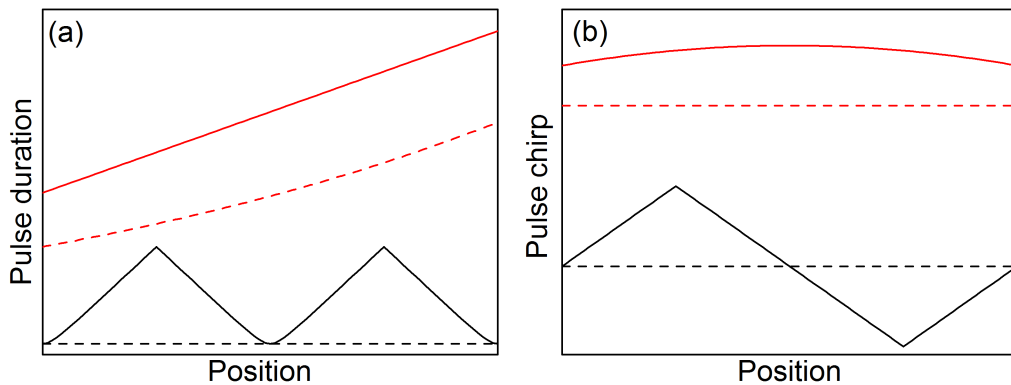 (a)
Pulse duration
Position
(b)
Pulse chirp
Position